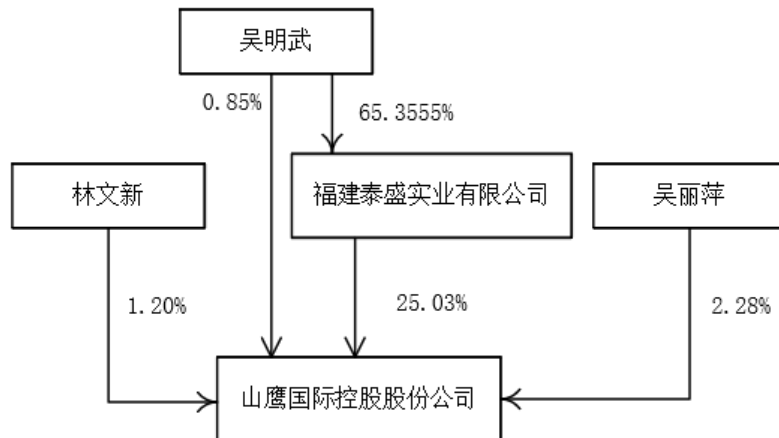 吴明武
0.85%
65.3555%
林文新
福建泰盛实业有限公司
吴丽萍
1.20%
25.03%
2.28%
山鹰国际控股股份公司